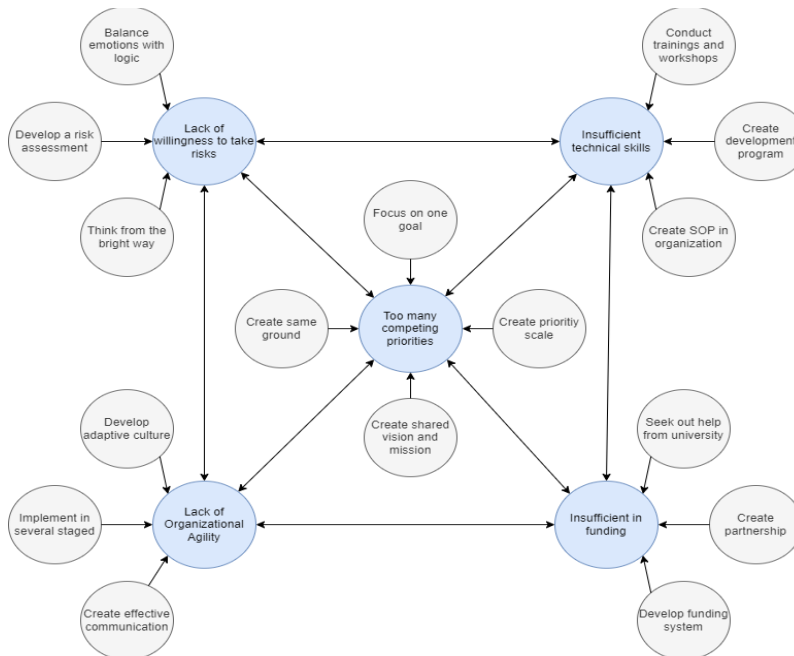 Balance
emotions with
logic
Conduct
trainings and
workshops
Develop a risk
assessment
Lack of
willingness to take
risks
Insufficient
technical skills
Create
development
program
Think from the
bright way
Focus on one
goal
Create SOP in
organization
Create same
ground
Too many
competing
priorities
Create prioritiy
scale
Develop
adaptive culture
Create shared
vision and
mission
Seek out help
from university
Implement in
several staged
Lack of
Organizational
Agility
Insufficient in
funding
Create
partnership
Create effective
communication
Develop funding
system